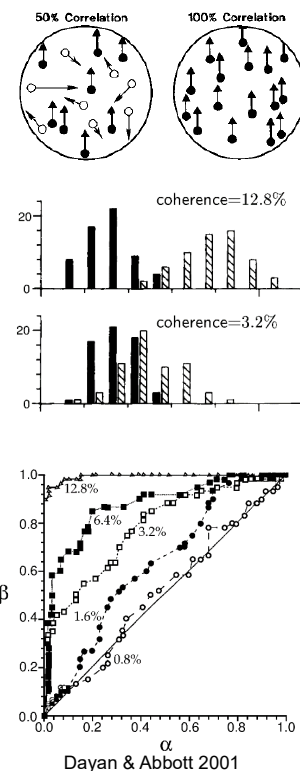 50% Correlation 100% Correlation
coherence=12.8%
20
0
coherence=3.2%
20
0
1.0
12.8%
0.8
6.4%
3.2%
β
0.6
0.4
1.6%
0.2
0.8%
0.0
0.0 0.2 0.4 0.6 0.8 1.0
α
Dayan & Abbott 2001